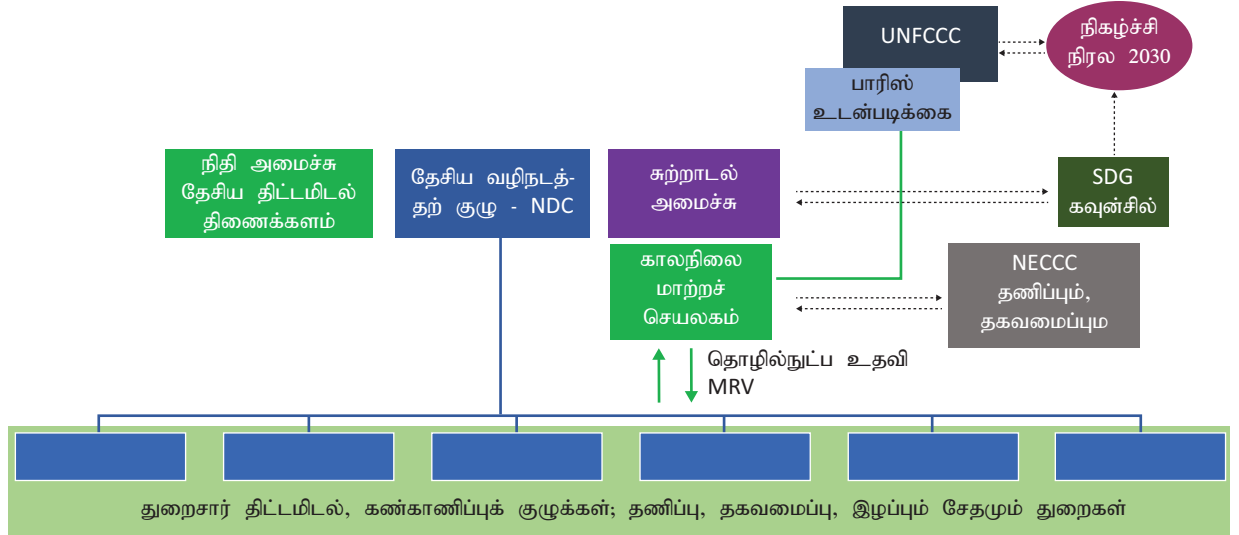 UNFCCC
நிகழ்ச்சி
நிரல 2030
பாரிஸ்
உடன்படிக்கை
நிதி அமைச்சு
தேசிய திட்டமிடல்
திணைக்களம்
தேசிய வழிநடத்-
தற் குழு - NDC
சுற்றாடல்
அமைச்சு
SDG
கவுன்சில்
காலநிலை
மாற்றச்
செயலகம்
NECCC
தணிப்பும்,
தகவமைப்பும
தொழில்நுட்ப உதவி
MRV
துறைசார் திட்டமிடல், கண்காணிப்புக் குழுக்கள்; தணிப்பு, தகவமைப்பு, இழப்பும் சேதமும் துறைகள்